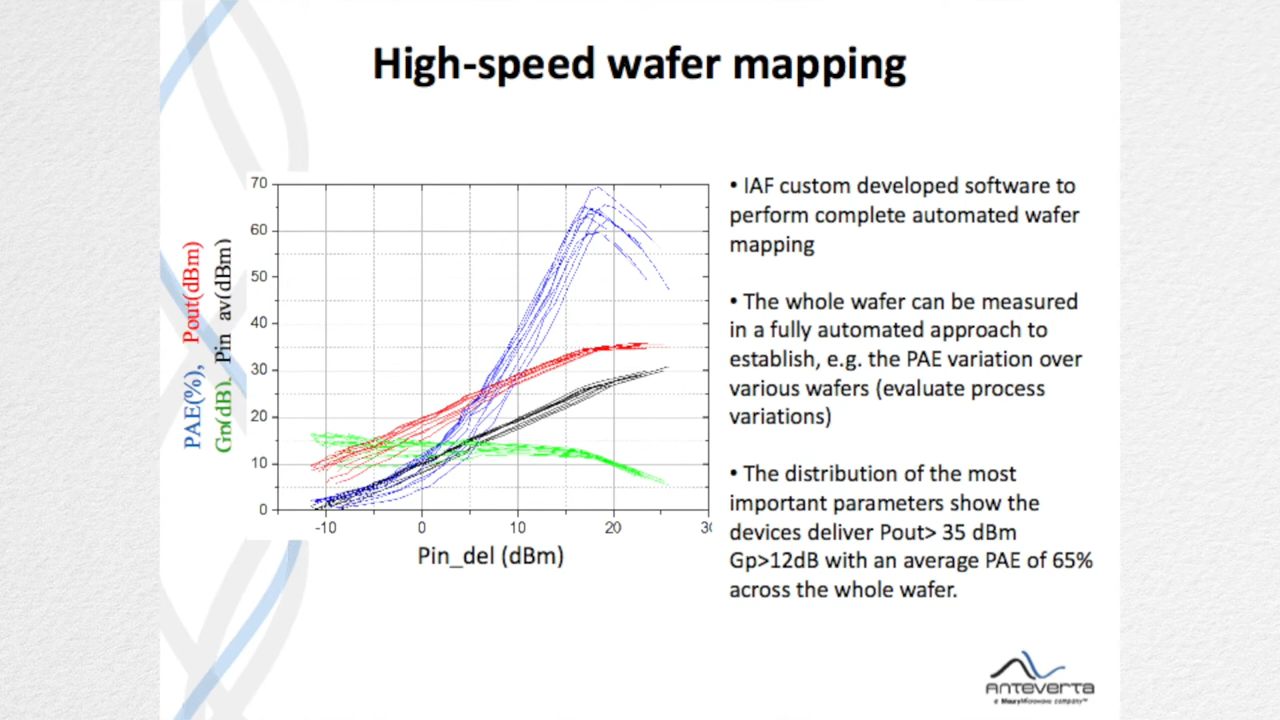 High-speed wafer mapping
• IAF custom developed software to
perform complete automated wafer
mapping
• The whole wafer can be measured
in a fully automated approach to
establish, e.g. the PAE variation over
various wafers (evaluate process
variations)
• The distribution of the most
important parameters show the
devices deliver Pout> 35 dBm
Gp>12dB with an average PAE of 65%
across the whole wafer.
PAE(%), Pout(dBm)
Gp(dB), Pin_av(dBm)
70
60
50
40
30
20
10
0
-10 0 10 20 30
Pin_del (dBm)
ANTEVERTA
a MauryMicrowave company™